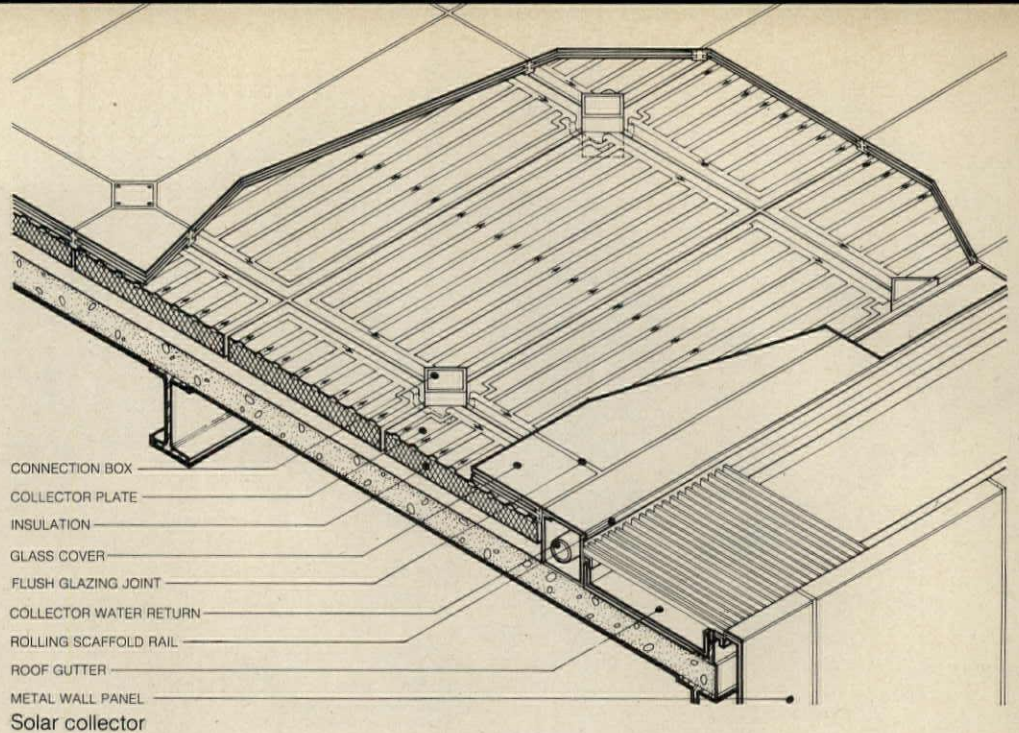 CONNECTION BOX
COLLECTOR PLATE
INSULATION
GLASS COVER
FLUSH GLAZING JOINT
COLLECTOR WATER RETURN
ROLLING SCAFFOLD RAIL
ROOF GUTTER
METAL WALL PANEL
Solar collector